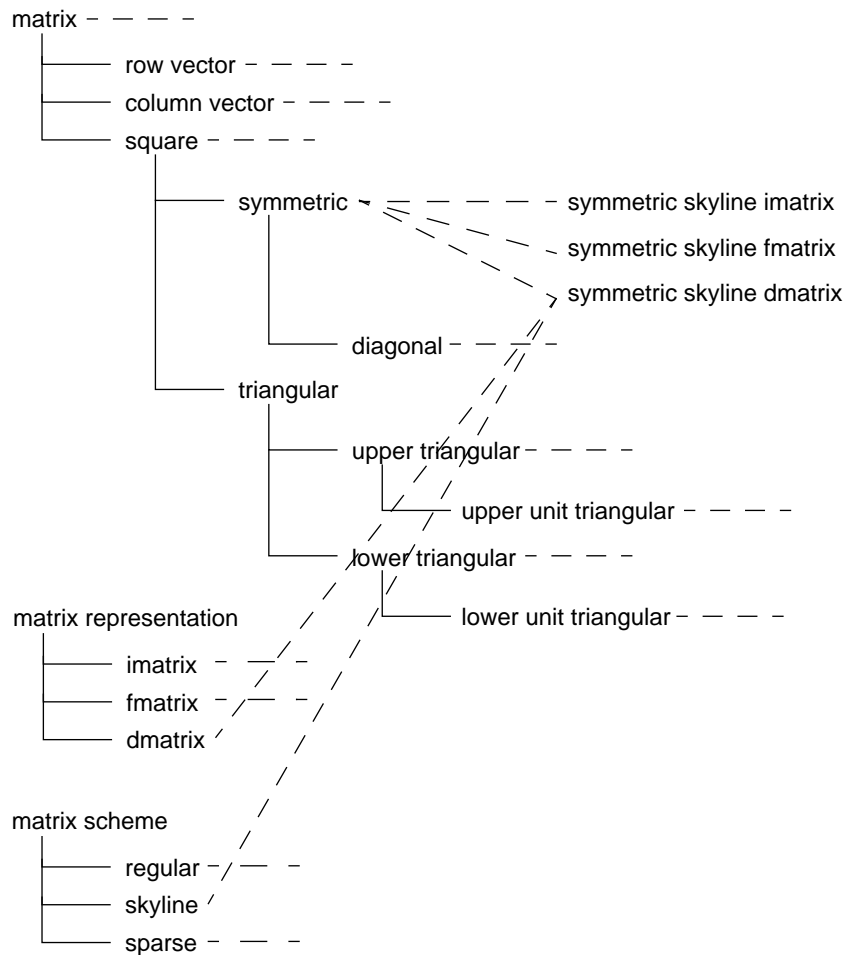 matrix
row vector
column vector
square
symmetric
symmetric skyline imatrix
symmetric skyline fmatrix
symmetric skyline dmatrix
diagonal
triangular
upper triangular
upper unit triangular
lower triangular
lower unit triangular
matrix representation
imatrix
fmatrix
dmatrix
matrix scheme
regular
skyline
sparse